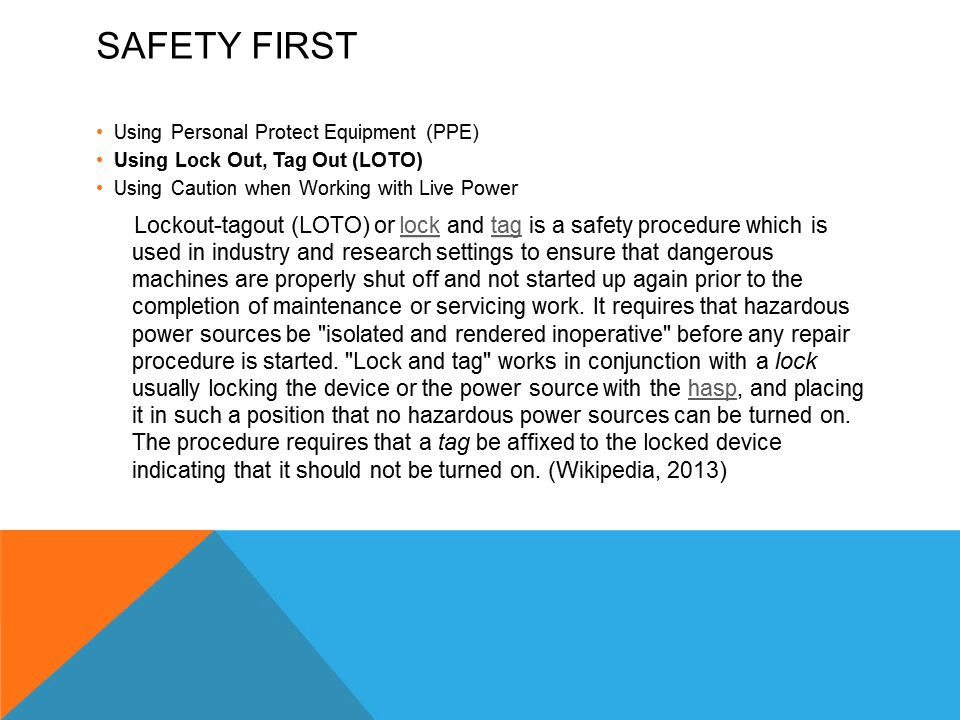 SAFETY FIRST
• Using Personal Protect Equipment (PPE)
• Using Lock Out, Tag Out (LOTO)
• Using Caution when Working with Live Power
Lockout-tagout (LOTO) or lock and tag is a safety procedure which is
used in industry and research settings to ensure that dangerous
machines are properly shut off and not started up again prior to the
completion of maintenance or servicing work. It requires that hazardous
power sources be "isolated and rendered inoperative" before any repair
procedure is started. "Lock and tag" works in conjunction with a lock
usually locking the device or the power source with the hasp, and placing
it in such a position that no hazardous power sources can be turned on.
The procedure requires that a tag be affixed to the locked device
indicating that it should not be turned on. (Wikipedia, 2013)